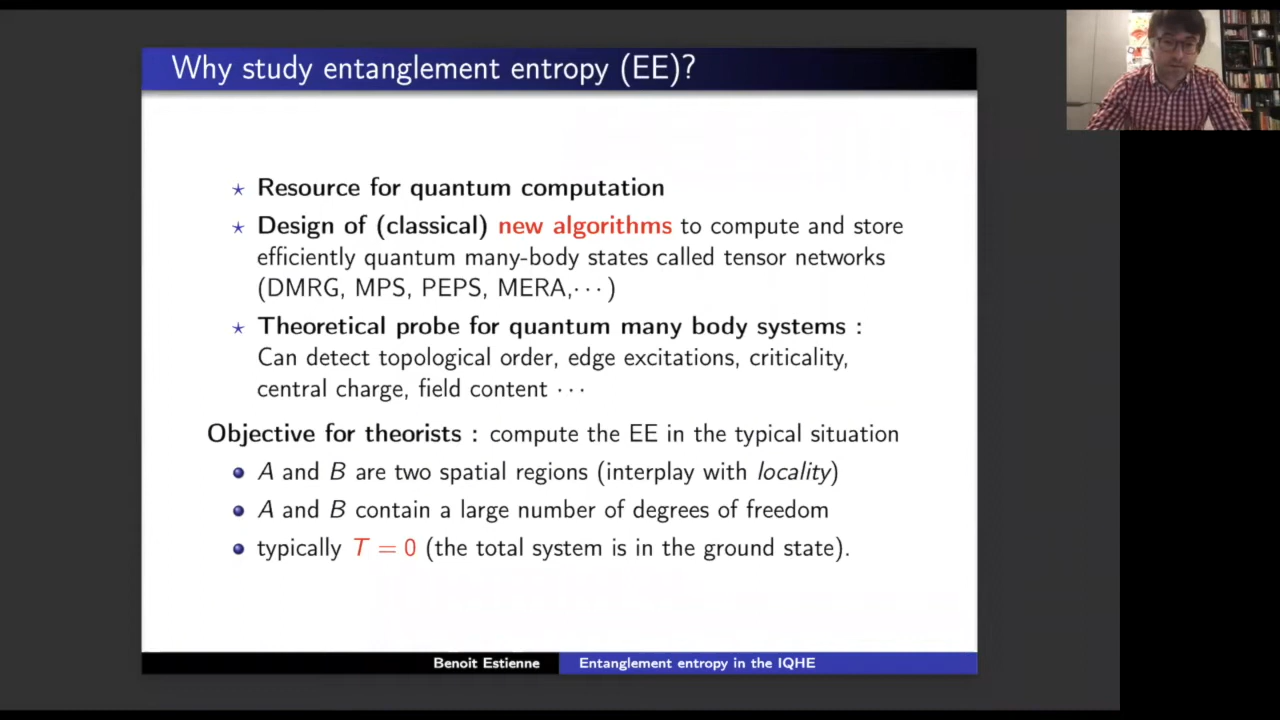 Why study entanglement entropy (EE)?
⋆ Resource for quantum computation
⋆ Design of (classical) new algorithms to compute and store
efficiently quantum many-body states called tensor networks
(DMRG, MPS, PEPS, MERA,··· )
⋆ Theoretical probe for quantum many body systems :
Can detect topological order, edge excitations, criticality,
central charge, field content ···
Objective for theorists : compute the EE in the typical situation
• A and B are two spatial regions (interplay with locality)
• A and B contain a large number of degrees of freedom
• typically T = 0 (the total system is in the ground state).
Benoit Estienne Entanglement entropy in the IQHE